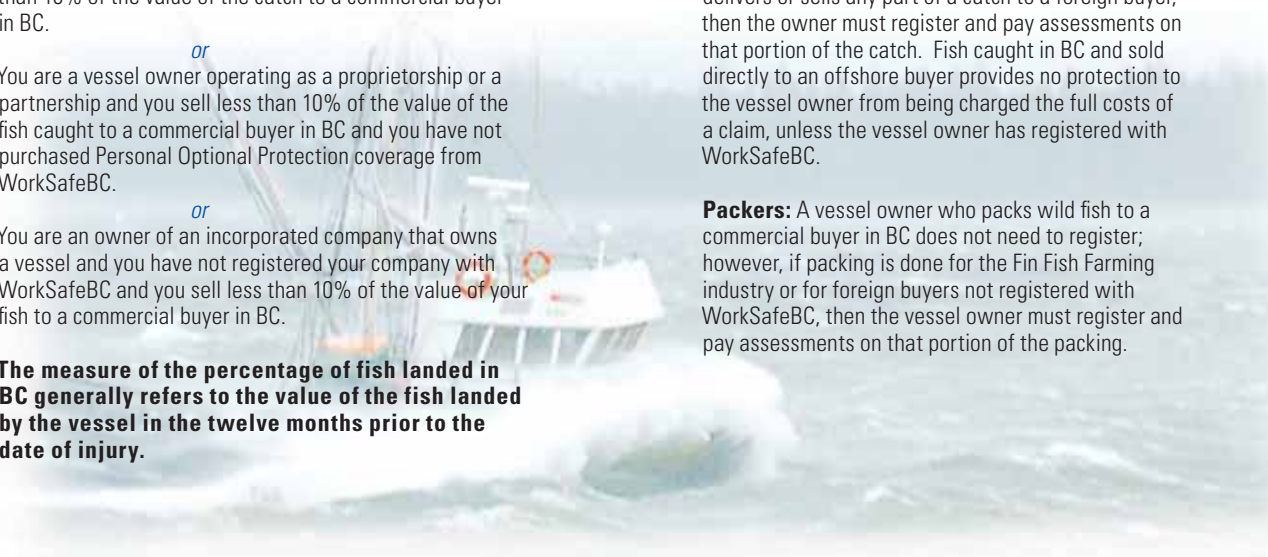 than 10% of the value of the catch to a commercial buyer
in BC.
or
You are a vessel owner operating as a proprietorship or a
partnership and you sell less than 10% of the value of the
fish caught to a commercial buyer in BC and you have not
purchased Personal Optional Protection coverage from
WorkSafeBC.
or
You are an owner of an incorporated company that owns
a vessel and you have not registered your company with
WorkSafeBC and you sell less than 10% of the value of your
fish to a commercial buyer in BC.
The measure of the percentage of fish landed in
BC generally refers to the value of the fish landed
by the vessel in the twelve months prior to the
date of injury.
delivers or sells any part of a catch to a foreign buyer,
then the owner must register and pay assessments on
that portion of the catch. Fish caught in BC and sold
directly to an offshore buyer provides no protection to
the vessel owner from being charged the full costs of
a claim, unless the vessel owner has registered with
WorkSafeBC.
Packers: A vessel owner who packs wild fish to a
commercial buyer in BC does not need to register;
however, if packing is done for the Fin Fish Farming
industry or for foreign buyers not registered with
WorkSafeBC, then the vessel owner must register and
pay assessments on that portion of the packing.